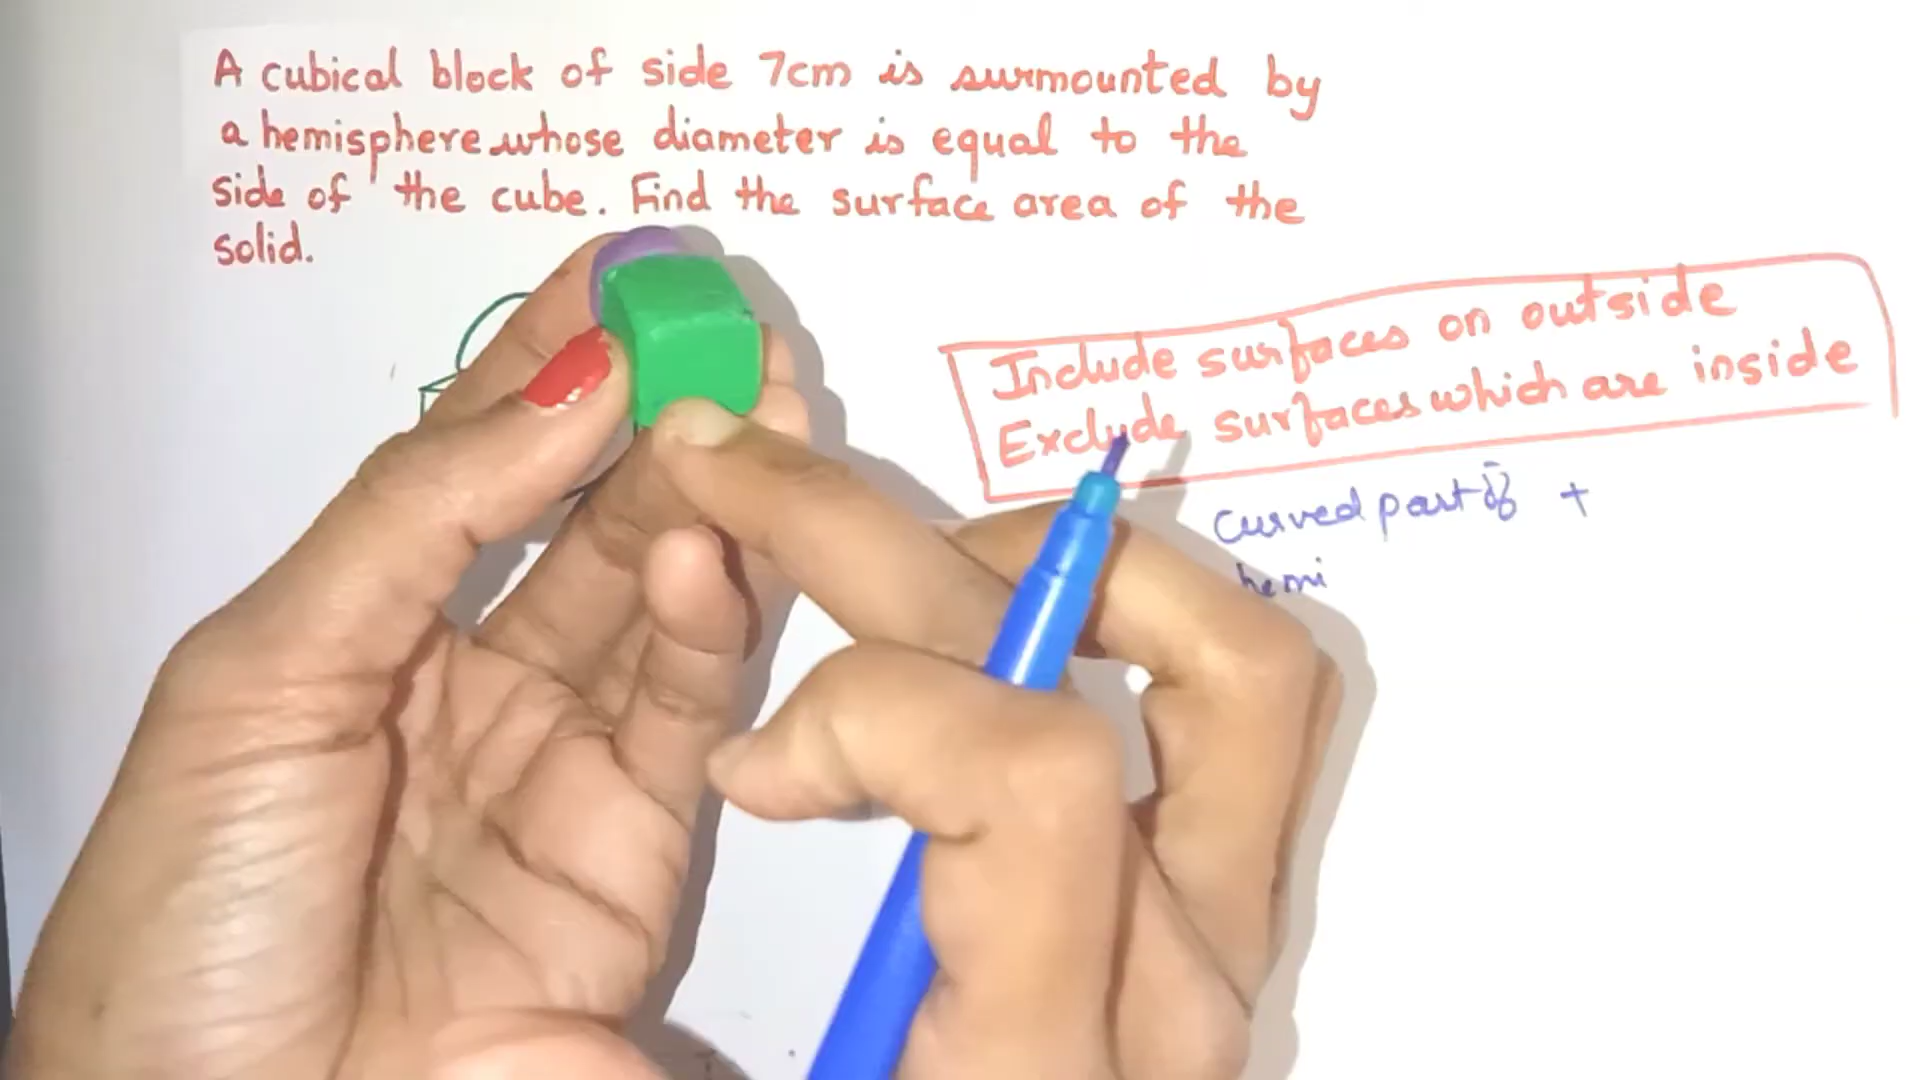 A cubical block of side 7cm is surmounted by
a hemisphere whose diameter is equal to the
side of the cube. Find the surface area of the
solid.
Include surfaces on outside
Exclude surfaces which are inside
Curved part of +
hemi